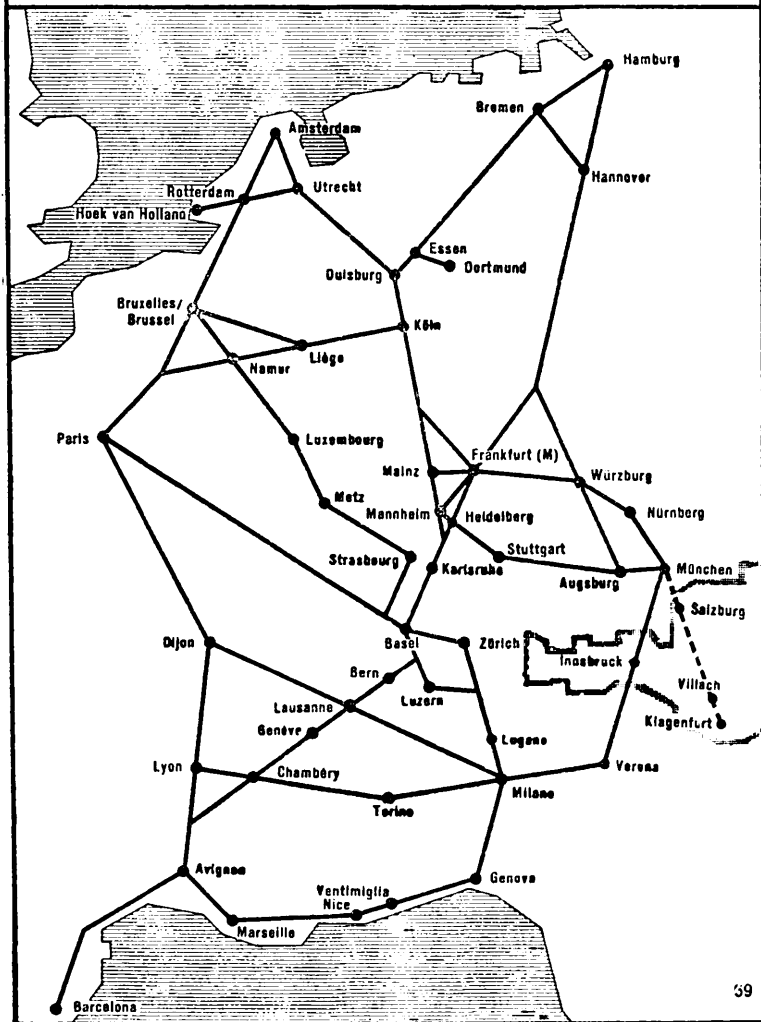 Hamburg
Bremen
Amsterdam
Hannover
Rotterdam
Utrecht
Hoek van Holland
Essen
Dortmund
Duisburg
Bruxelles/
Brussel
Köln
Liège
Namur
Paris
Luxembourg
Frankfurt (M)
Mainz
Würzburg
Metz
Mannheim
Heidelberg
Nürnberg
Stuttgart
Strasbourg
Karlsruhe
Augsburg
München
Salzburg
Dijon
Basel
Zürich
Innsbruck
Bern
Luzern
Villach
Lausanne
Klagenfurt
Genève
Lugano
Lyon
Chambéry
Verona
Milano
Torino
Avignon
Genova
Ventimiglia
Nice
Marseille
59
Barcelona